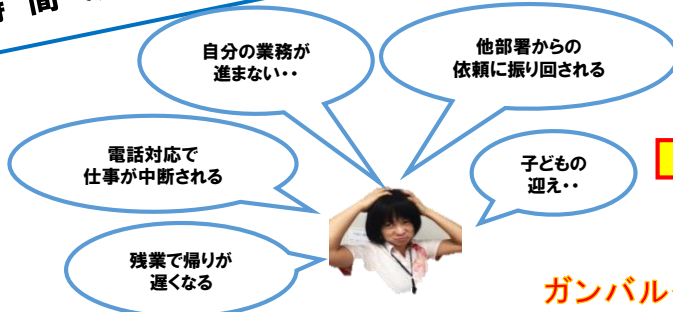 間
自分の業務が
進まない・・
他部署からの
依頼に振り回される
電話対応で
仕事が中断される
子どもの
迎え・・
残業で帰りが
遅くなる
ガンバル